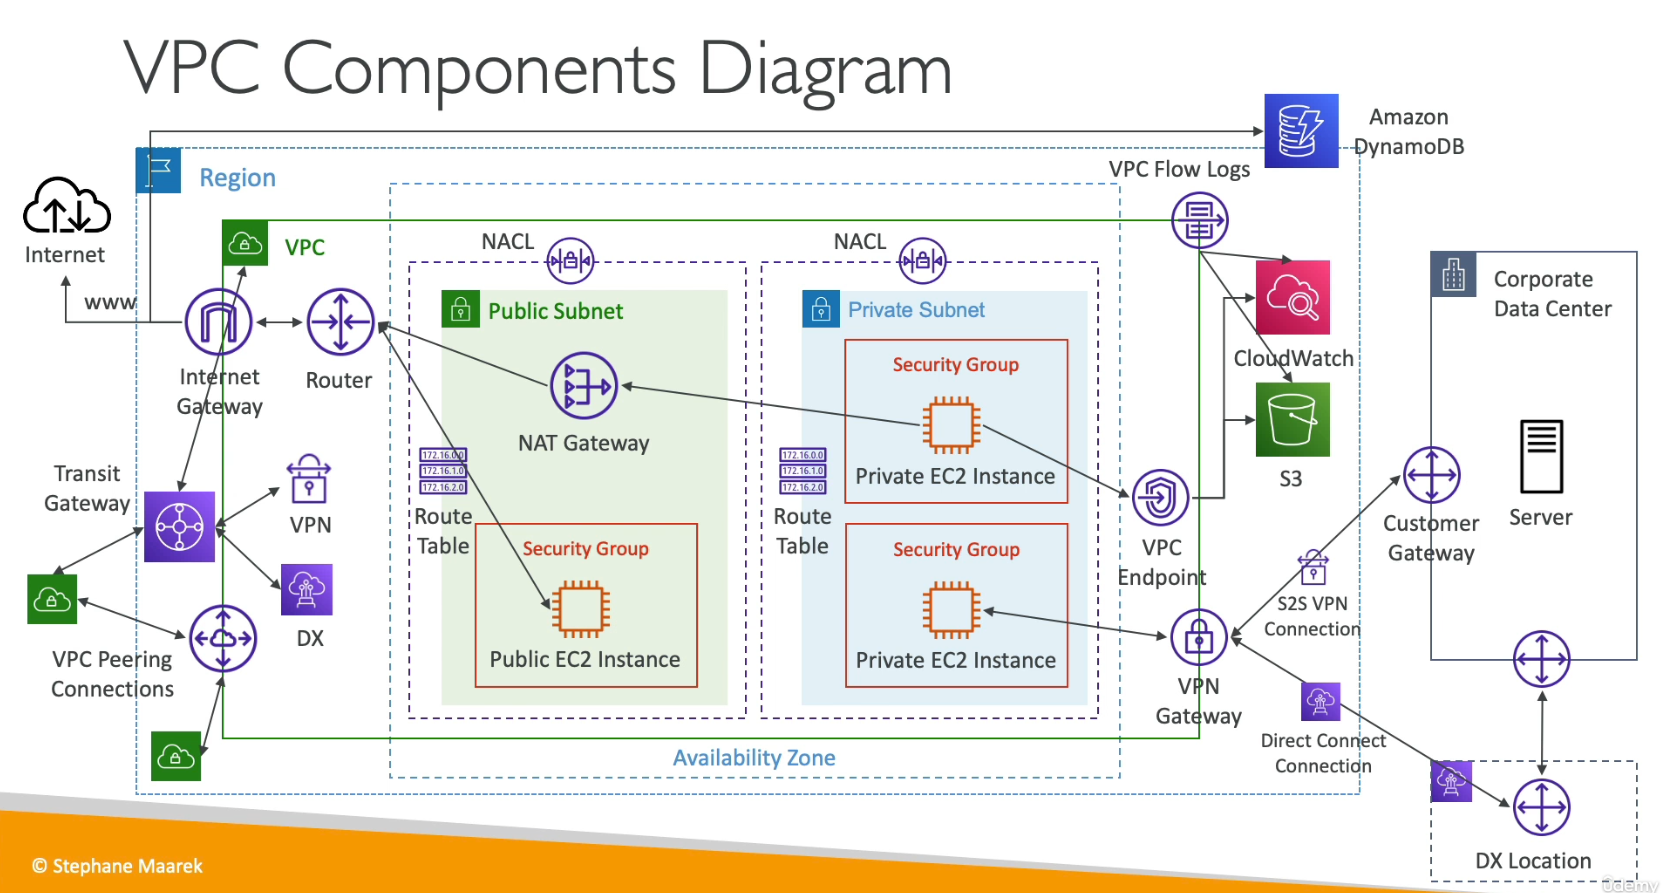 VPC Components Diagram
Amazon
DynamoDB
VPC Flow Logs
Region
Internet
www
VPC
NACL
NACL
Public Subnet
Private Subnet
Corporate
Data Center
Internet
Gateway
Router
NAT Gateway
Security Group
Private EC2 Instance
CloudWatch
S3
Transit
Gateway
VPN
172.16.0.0
172.16.1.0
172.16.2.0
Route
Table
172.16.0.0
172.16.1.0
172.16.2.0
Route
Table
Security Group
Public EC2 Instance
Security Group
Private EC2 Instance
VPC
Endpoint
Customer
Gateway
Server
S2S VPN
Connection
DX
VPC Peering
Connections
VPN
Gateway
Direct Connect
Connection
Availability Zone
DX Location
© Stephane Maarek
Udemy